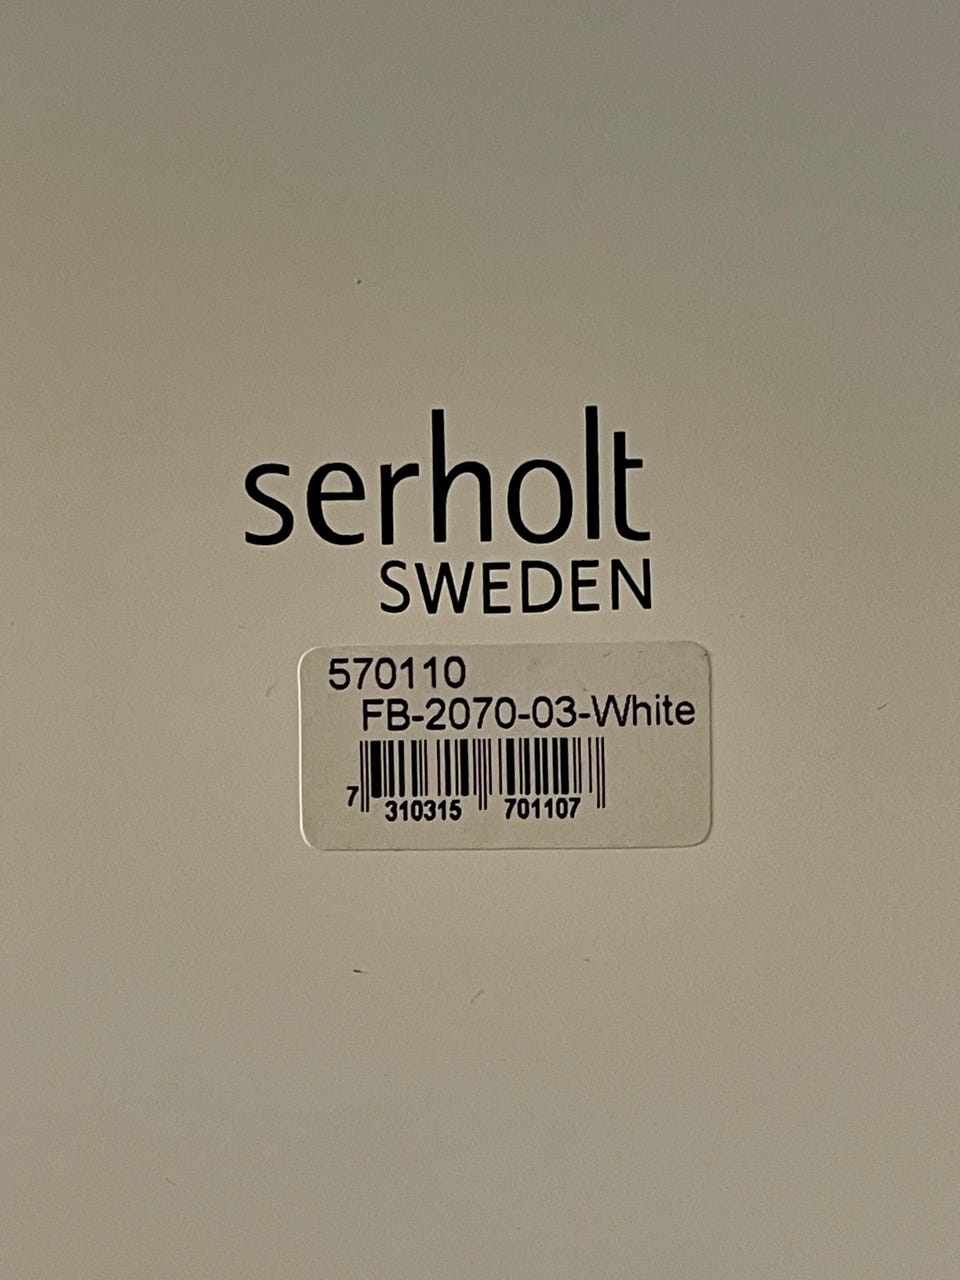 serholt
SWEDEN
570110
FB-2070-03-White
7 310315 701107